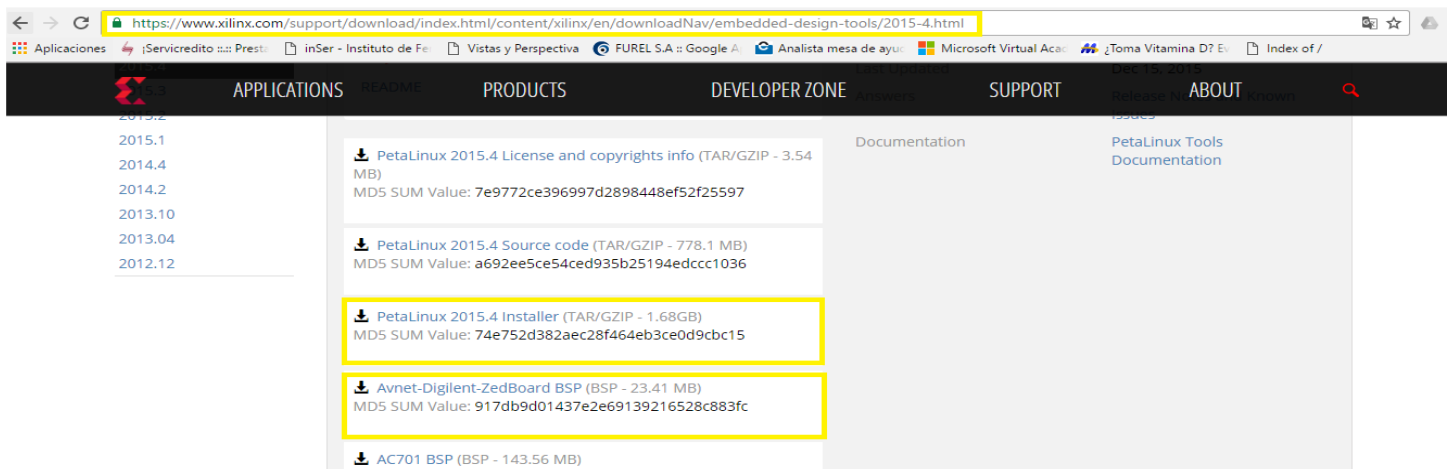 https://www.xilinx.com/support/download/index.html/content/xilinx/en/downloadNav/embedded-design-tools/2015-4.html
Aplicaciones ¡Servicredito ::.:: Presta inSer - Instituto de Fe Vistas y Perspectiva FUREL S.A :: Google A Analista mesa de ayuc Microsoft Virtual Acac ¿Toma Vitamina D? Ev Index of /
2015.4 Last Updated Dec 15, 2015
APPLICATIONS PRODUCTS DEVELOPER ZONE SUPPORT ABOUT
2015.3 README Answers Release Notes and Known
2015.2 Issues
2015.1
2014.4
2014.2
2013.10
2013.04
2012.12
PetaLinux 2015.4 License and copyrights info (TAR/GZIP - 3.54
MB)
MD5 SUM Value: 7e9772ce396997d2898448ef52f25597
PetaLinux 2015.4 Source code (TAR/GZIP - 778.1 MB)
MD5 SUM Value: a692ee5ce54ced935b25194edccc1036
PetaLinux 2015.4 Installer (TAR/GZIP - 1.68GB)
MD5 SUM Value: 74e752d382aec28f464eb3ce0d9cbc15
Avnet-Digilent-ZedBoard BSP (BSP - 23.41 MB)
MD5 SUM Value: 917db9d01437e2e69139216528c883fc
AC701 BSP (BSP - 143.56 MB)
Documentation
PetaLinux Tools
Documentation